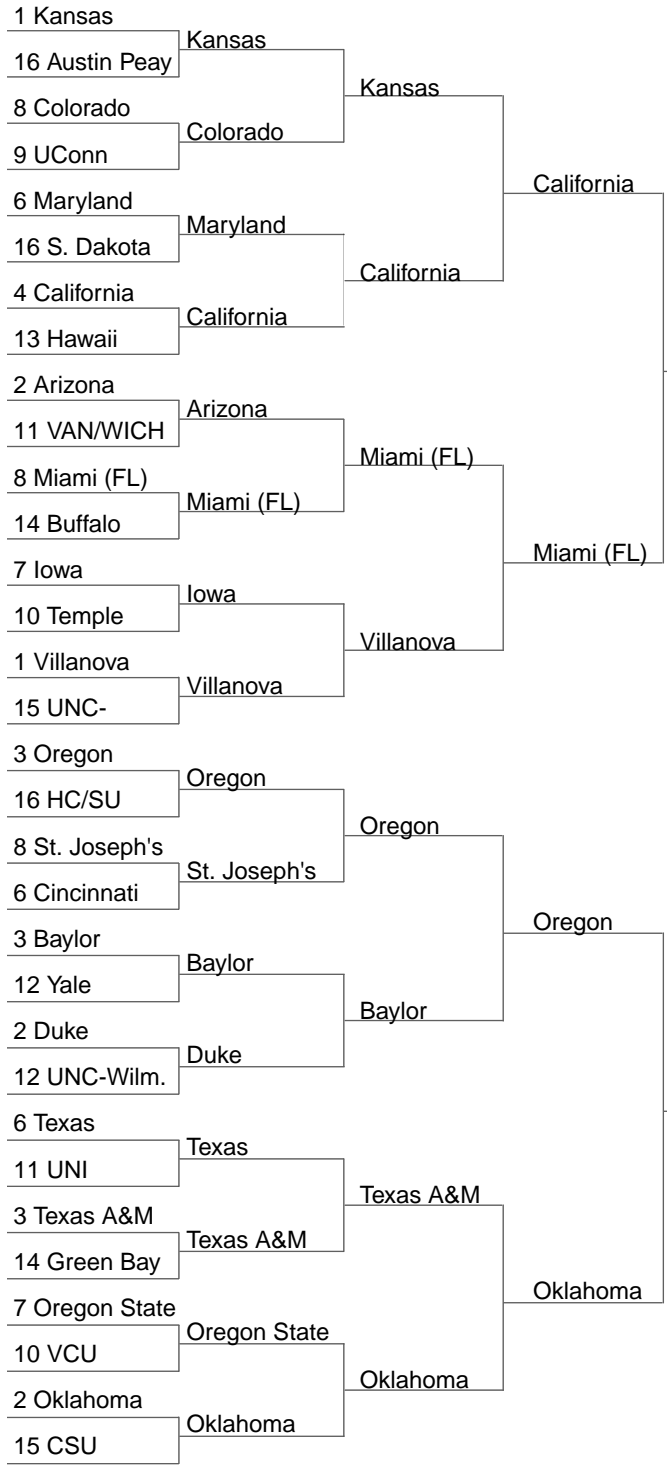 1 Kansas
16 Austin Peay
8 Colorado
9 UConn
6 Maryland
16 S. Dakota
4 California
13 Hawaii
2 Arizona
11 VAN/WICH
8 Miami (FL)
14 Buffalo
7 Iowa
10 Temple
1 Villanova
15 UNC-
3 Oregon
16 HC/SU
8 St. Joseph's
6 Cincinnati
3 Baylor
12 Yale
2 Duke
12 UNC-Wilm.
6 Texas
11 UNI
3 Texas A&M
14 Green Bay
7 Oregon State
10 VCU
2 Oklahoma
15 CSU
Kansas
Colorado
Maryland
California
Arizona
Miami (FL)
Iowa
Villanova
Oregon
St. Joseph's
Baylor
Duke
Texas
Texas A&M
Oregon State
Oklahoma
Kansas
California
Miami (FL)
Villanova
Oregon
Baylor
Texas A&M
Oklahoma
California
Miami (FL)
Oregon
Oklahoma